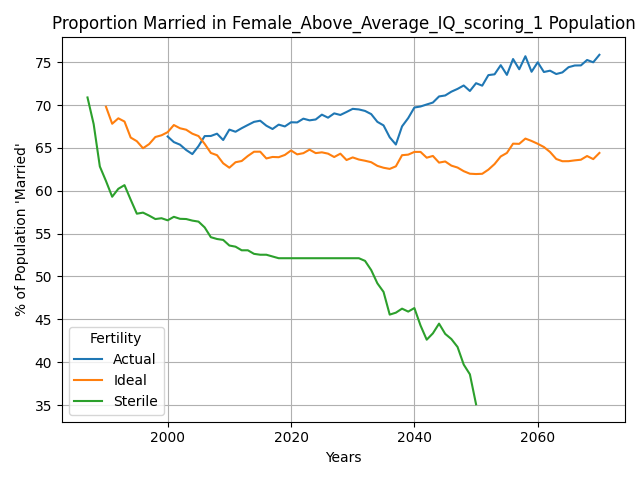 Proportion Married in Female_Above_Average_IQ_scoring_1 Population
% of Population 'Married'
75
70
65
60
55
50
45
40
35
Fertility
Actual
Ideal
Sterile
2000
2020
2040
2060
Years